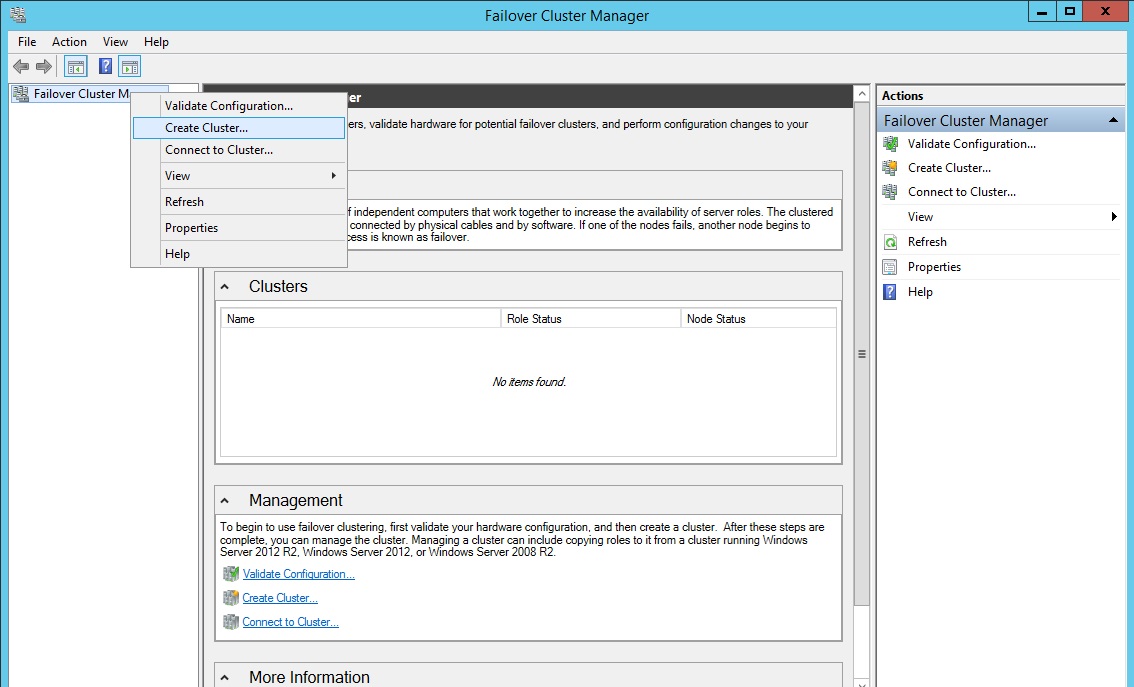 Failover Cluster Manager
File Action View Help
Failover Cluster M
Validate Configuration...
Create Cluster...
Connect to Cluster...
View
Refresh
Properties
Help
er
ers, validate hardware for potential failover clusters, and perform configuration changes to your
f independent computers that work together to increase the availability of server roles. The clustered
connected by physical cables and by software. If one of the nodes fails, another node begins to
cess is known as failover.
Clusters
Name Role Status Node Status
No items found.
Management
To begin to use failover clustering, first validate your hardware configuration, and then create a cluster. After these steps are
complete, you can manage the cluster. Managing a cluster can include copying roles to it from a cluster running Windows
Server 2012 R2, Windows Server 2012, or Windows Server 2008 R2.
Validate Configuration...
Create Cluster...
Connect to Cluster...
More Information
Actions
Failover Cluster Manager
Validate Configuration...
Create Cluster...
Connect to Cluster...
View
Refresh
Properties
Help